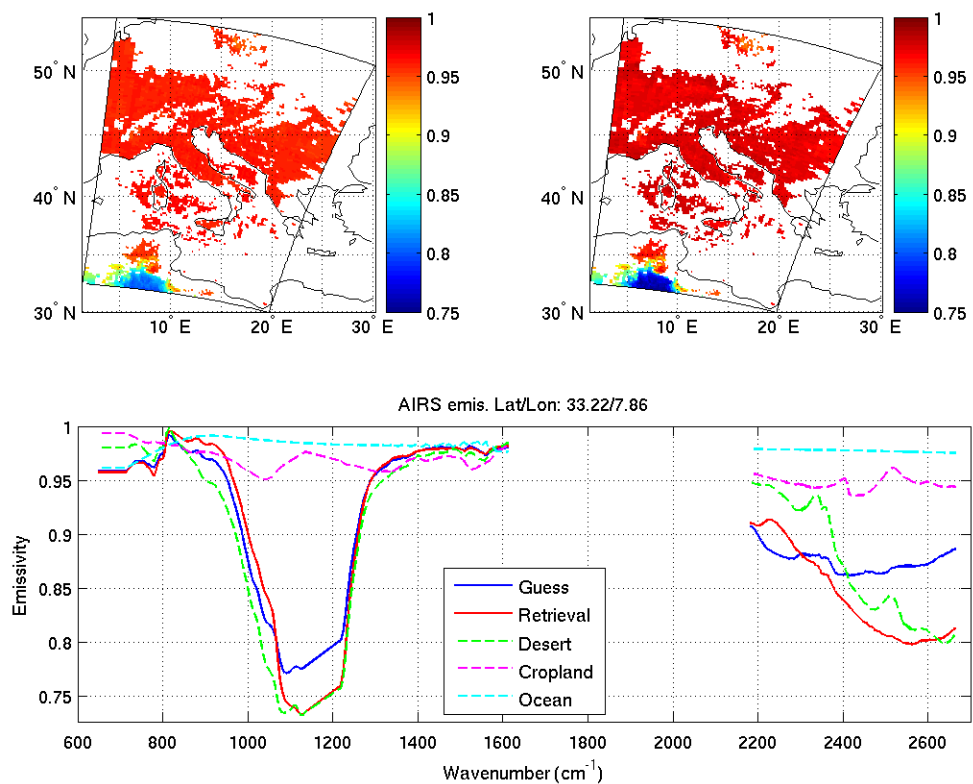 1
0.95
0.9
0.85
0.8
0.75
50° N
40° N
30° N
10° E
20° E
30° E
1
0.95
0.9
0.85
0.8
0.75
50° N
40° N
30° N
10° E
20° E
30° E
AIRS emis. Lat/Lon: 33.22/7.86
1
0.95
0.9
0.85
0.8
0.75
Emissivity
Guess
Retrieval
Desert
Cropland
Ocean
600 800 1000 1200 1400 1600 1800 2000 2200 2400 2600
Wavenumber (cm⁻¹)